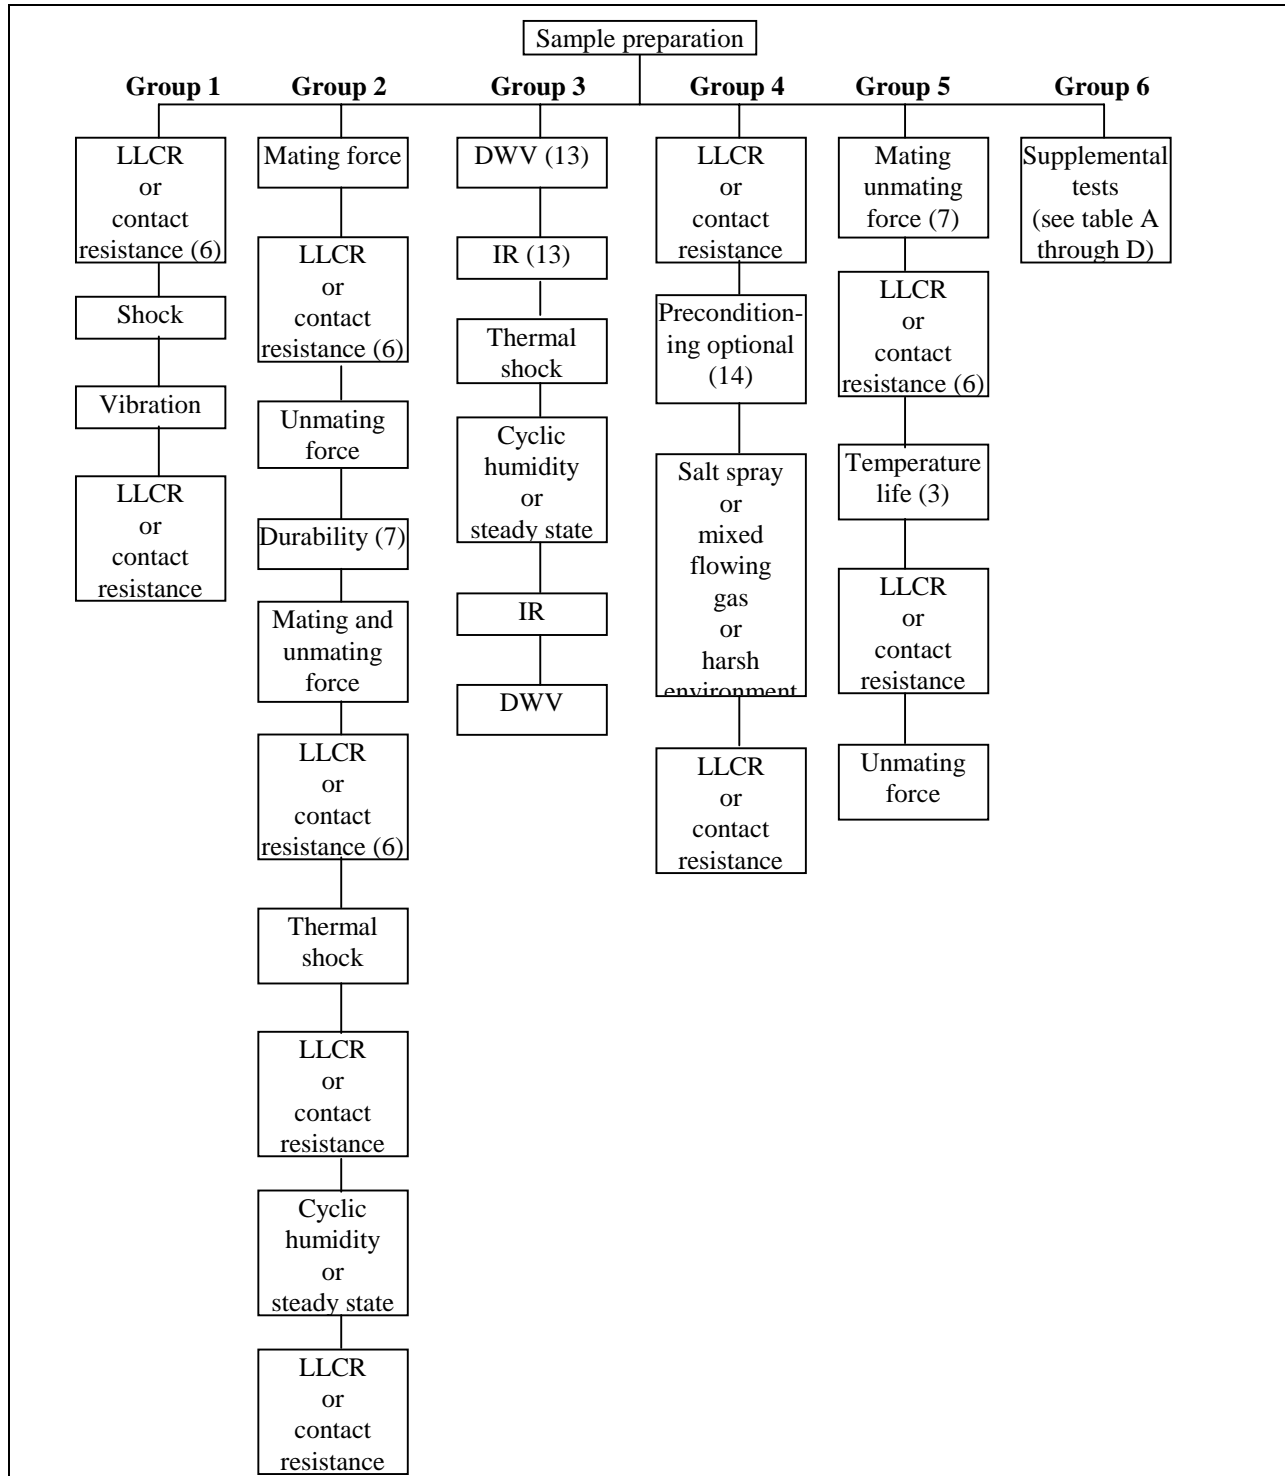 Sample preparation
Group 1
Group 2
Group 3
Group 4
Group 5
Group 6
LLCR
or
contact
resistance (6)
Shock
Vibration
LLCR
or
contact
resistance
Mating force
LLCR
or
contact
resistance (6)
Unmating
force
Durability (7)
Mating and
unmating
force
LLCR
or
contact
resistance (6)
Thermal
shock
LLCR
or
contact
resistance
Cyclic
humidity
or
steady state
LLCR
or
contact
resistance
DWV (13)
IR (13)
Thermal
shock
Cyclic
humidity
or
steady state
IR
DWV
LLCR
or
contact
resistance
Precondition-
ing optional
(14)
Salt spray
or
mixed
flowing
gas
or
harsh
environment
LLCR
or
contact
resistance
Mating
unmating
force (7)
LLCR
or
contact
resistance (6)
Temperature
life (3)
LLCR
or
contact
resistance
Unmating
force
Supplemental
tests
(see table A
through D)